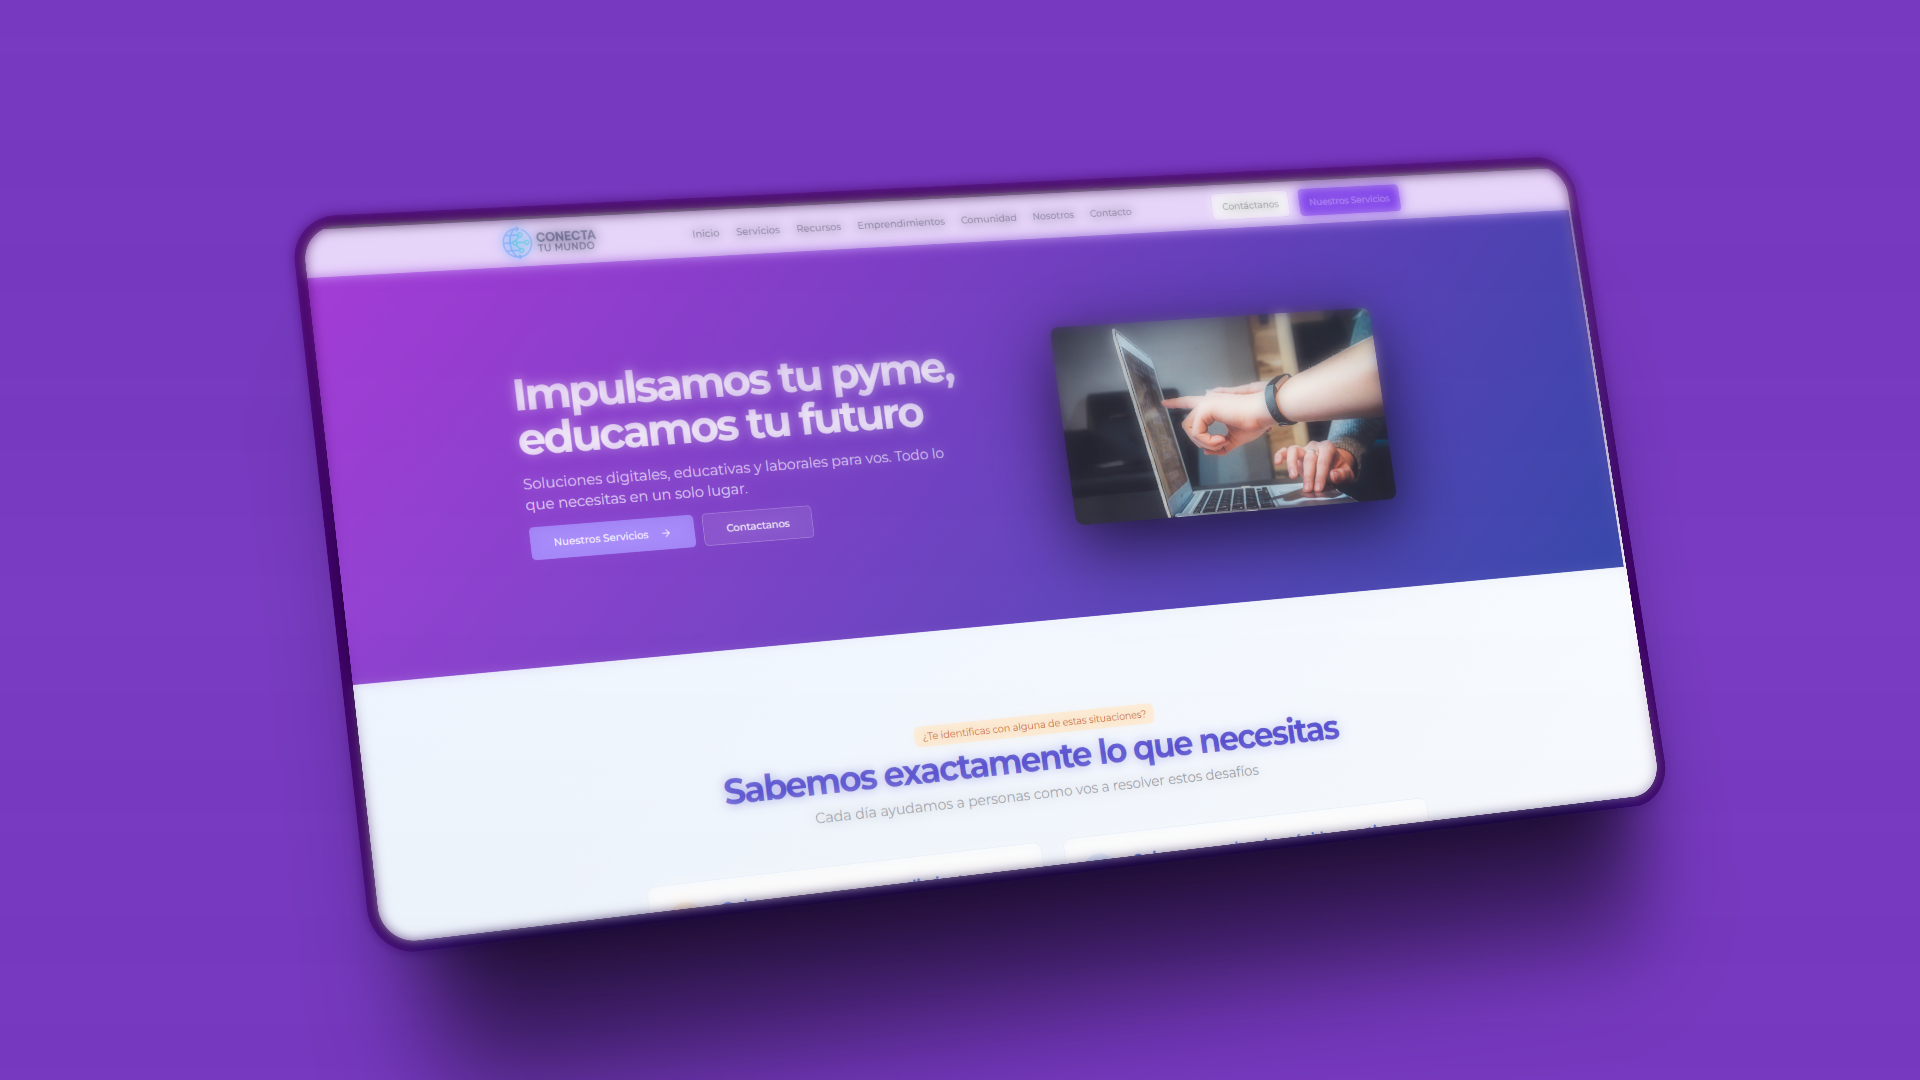 CONECTA
TU MUNDO
Inicio Servicios Recursos Emprendimientos Comunidad Nosotros Contacto
Contáctanos
Nuestros Servicios
Impulsamos tu pyme,
educamos tu futuro
Soluciones digitales, educativas y laborales para vos. Todo lo
que necesitas en un solo lugar.
Nuestros Servicios →
Contactanos
¿Te identificas con alguna de estas situaciones?
Sabemos exactamente lo que necesitas
Cada día ayudamos a personas como vos a resolver estos desafíos